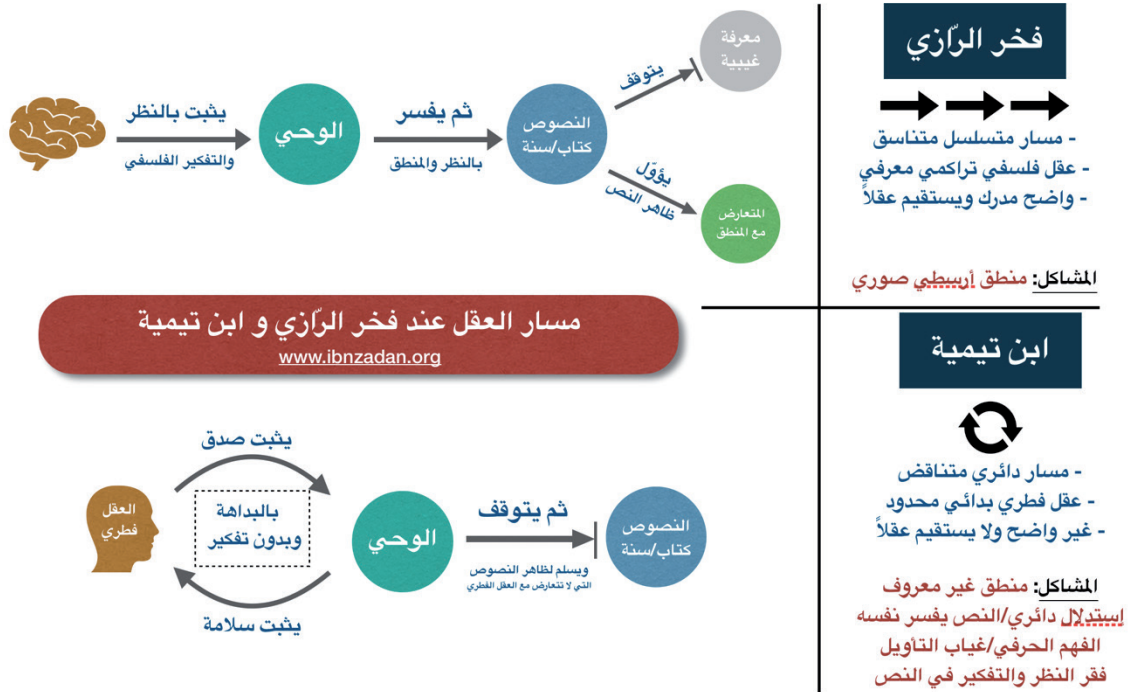 فخر الرّازي
- مسار متسلسل متناسق
- عقل فلسفي تراكمي معرفي
- واضح مدرك ويستقيم عقلاً
المشاكل: منطق أرسطي صوري
يثبت بالنظر
والتفكير الفلسفي
الوحي
ثم يفسر
بالنظر والمنطق
النصوص
كتاب/سنة
يتوقف
معرفة
غيبية
يؤوّل
ظاهر النص
المتعارض
مع المنطق
مسار العقل عند فخر الرّازي و ابن تيمية
www.ibnzadan.org
ابن تيمية
- مسار دائري متناقض
- عقل فطري بدائي محدود
- غير واضح ولا يستقيم عقلاً
المشاكل: منطق غير معروف
إستدلال دائري/النص يفسر نفسه
الفهم الحرفي/غياب التأويل
فقر النظر والتفكير في النص
العقل
فطري
يثبت صدق
بالبداهة
وبدون تفكير
يثبت سلامة
الوحي
ثم يتوقف
ويسلم لظاهر النصوص
التي لا تتعارض مع العقل الفطري
النصوص
كتاب/سنة